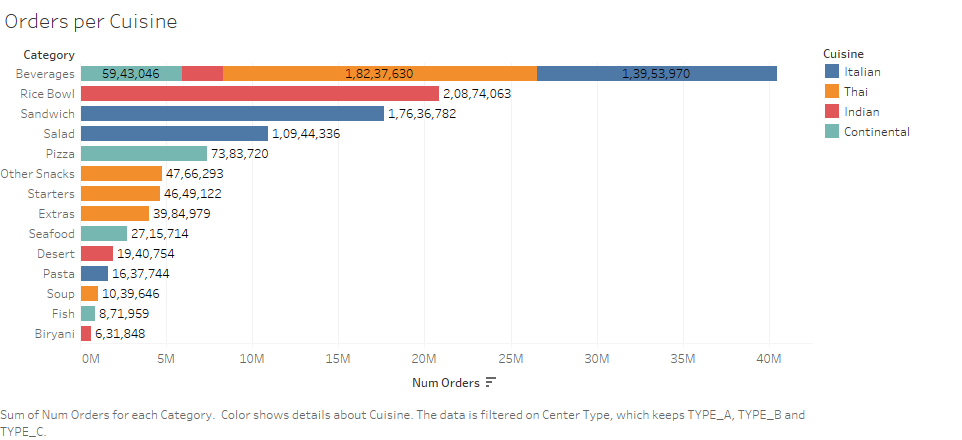 Orders per Cuisine
Category
Beverages 59,43,046 1,82,37,630 1,39,53,970
Rice Bowl 2,08,74,063
Sandwich 1,76,36,782
Salad 1,09,44,336
Pizza 73,83,720
Other Snacks 47,66,293
Starters 46,49,122
Extras 39,84,979
Seafood 27,15,714
Desert 19,40,754
Pasta 16,37,744
Soup 10,39,646
Fish 8,71,959
Biryani 6,31,848
0M 5M 10M 15M 20M 25M 30M 35M 40M
Num Orders
Cuisine
Italian
Thai
Indian
Continental
Sum of Num Orders for each Category. Color shows details about Cuisine. The data is filtered on Center Type, which keeps TYPE_A, TYPE_B and
TYPE_C.